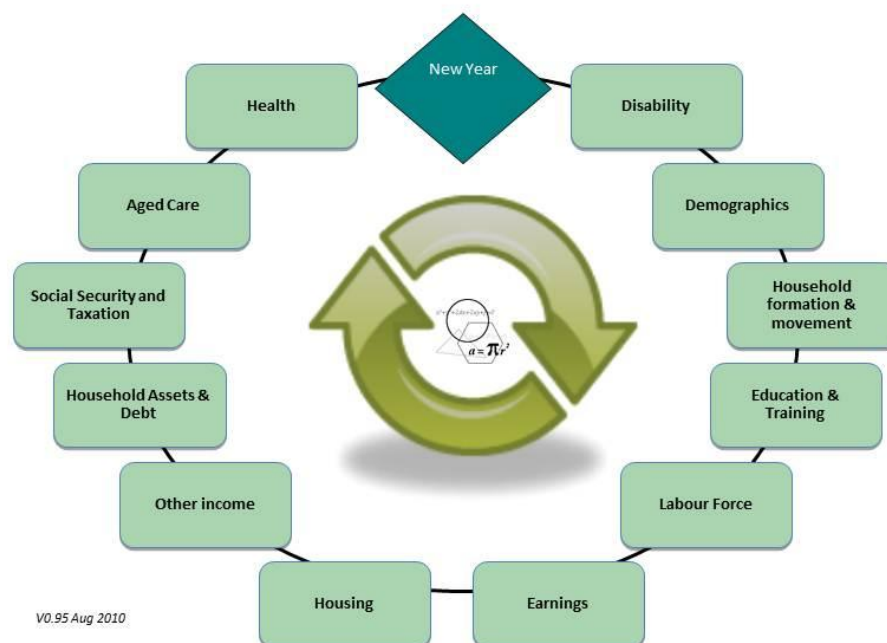 New Year
Disability
Demographics
Household
formation &
movement
Education &
Training
Labour Force
Earnings
Housing
Other income
Household Assets &
Debt
Social Security and
Taxation
Aged Care
Health
a = πr²
V0.95 Aug 2010